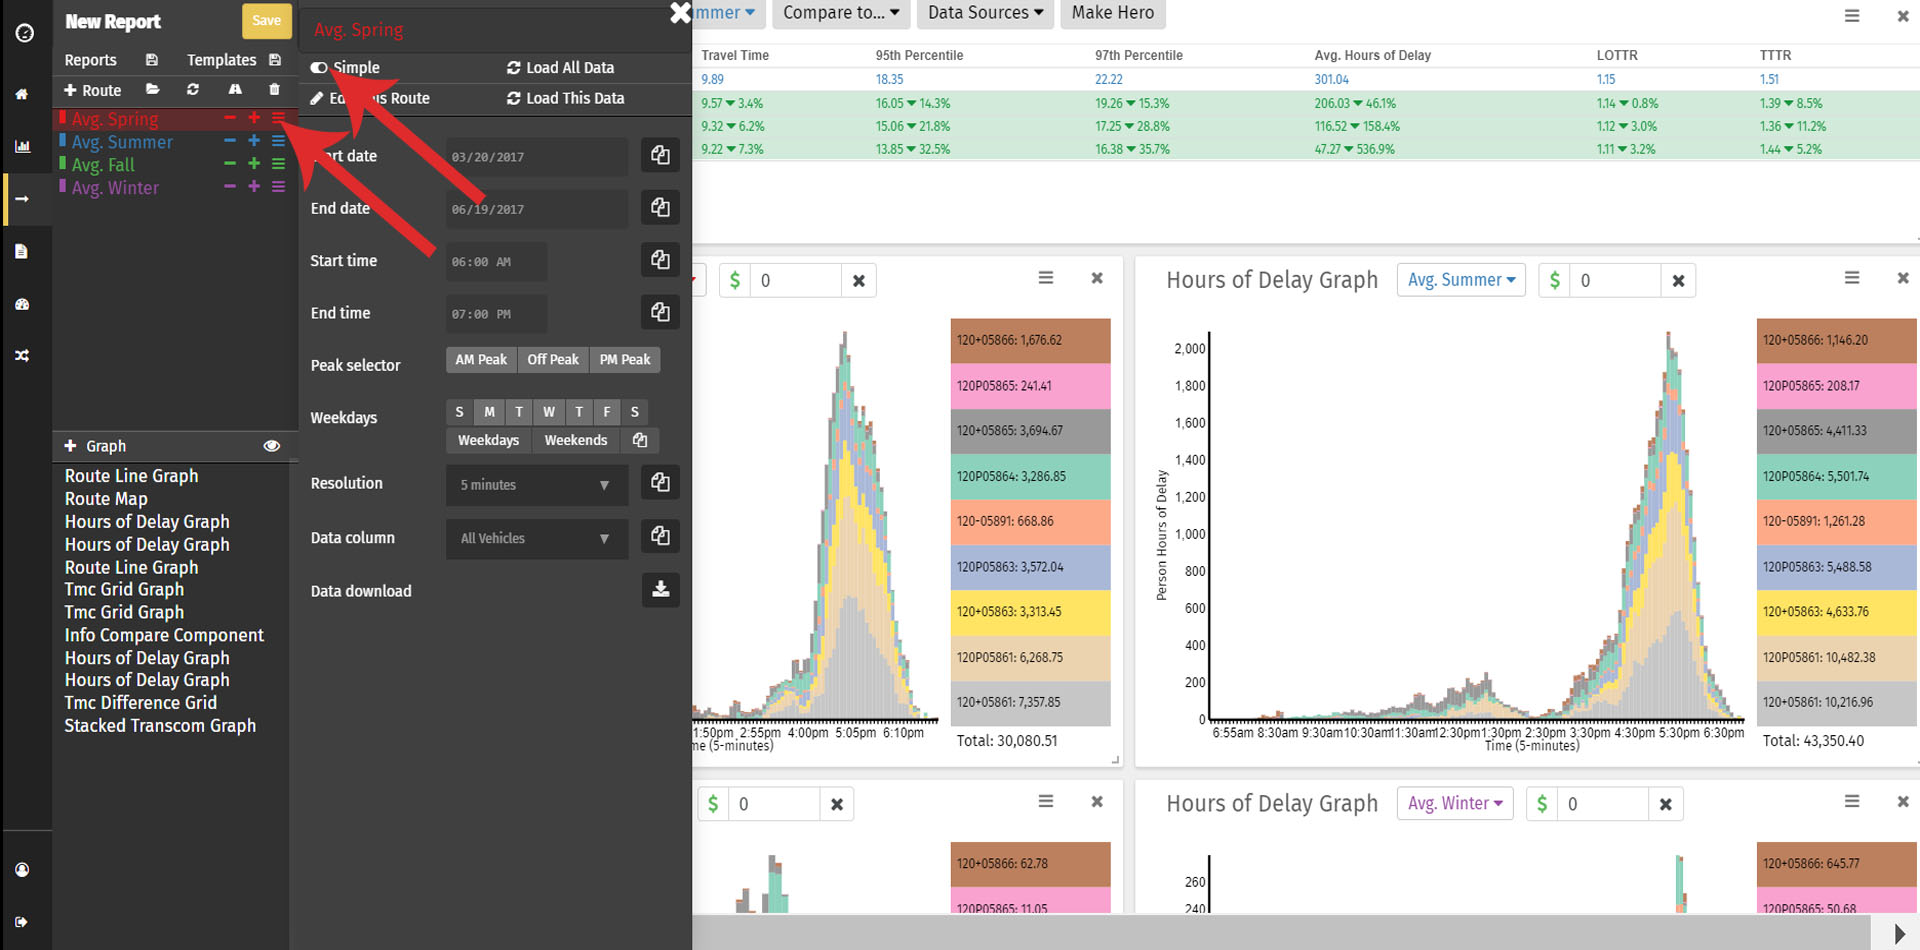 New Report
Save
Reports
Templates
Route
Avg. Spring
Avg. Summer
Avg. Fall
Avg. Winter
Graph
Route Line Graph
Route Map
Hours of Delay Graph
Hours of Delay Graph
Route Line Graph
Tmc Grid Graph
Tmc Grid Graph
Info Compare Component
Hours of Delay Graph
Hours of Delay Graph
Tmc Difference Grid
Stacked Transcom Graph
Avg. Spring
Simple
Load All Data
Load This Data
Route
date
03/20/2017
End date
06/19/2017
Start time
06:00 AM
End time
07:00 PM
Peak selector
AM Peak Off Peak PM Peak
Weekdays
S M T W T F S
Weekdays Weekends
Resolution
5 minutes
Data column
All Vehicles
Data download
Compare to... Data Sources Make Hero
Travel Time 95th Percentile 97th Percentile Avg. Hours of Delay LOTTR TTTR
9.89 18.35 22.22 301.04 1.15 1.51
9.57 ▼ 3.4% 16.05 ▼ 14.3% 19.26 ▼ 15.3% 206.03 ▼ 46.1% 1.14 ▼ 0.8% 1.39 ▼ 8.5%
9.32 ▼ 6.2% 15.06 ▼ 21.8% 17.25 ▼ 28.8% 116.52 ▼ 158.4% 1.12 ▼ 3.0% 1.36 ▼ 11.2%
9.22 ▼ 7.3% 13.85 ▼ 32.5% 16.38 ▼ 35.7% 47.27 ▼ 536.9% 1.11 ▼ 3.2% 1.44 ▼ 5.2%
$ 0
120+05866: 1,676.62
120P05865: 241.41
120+05865: 3,694.67
120P05864: 3,286.85
120-05891: 668.86
120P05863: 3,572.04
120+05863: 3,313.45
120P05861: 6,268.75
120+05861: 7,357.85
Total: 30,080.51
1:50pm 2:55pm 4:00pm 5:05pm 6:10pm
(5-minutes)
Hours of Delay Graph
Avg. Summer
$ 0
Person Hours of Delay
2,000
1,800
1,600
1,400
1,200
1,000
800
600
400
200
0
6:55am 8:30am 9:30am 10:30am 11:30am 12:30pm 1:30pm 2:30pm 3:30pm 4:30pm 5:30pm 6:30pm
Time (5-minutes)
120+05866: 1,146.20
120P05865: 208.17
120+05865: 4,411.33
120P05864: 5,501.74
120-05891: 1,261.28
120P05863: 5,488.58
120+05863: 4,633.76
120P05861: 10,482.38
120+05861: 10,216.96
Total: 43,350.40
$ 0
120+05866: 62.78
120P05865: 11.05
Hours of Delay Graph
Avg. Winter
$ 0
260
240
120+05866: 645.77
120P05865: 50.68